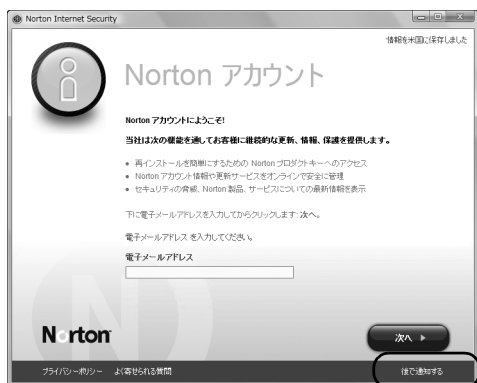 Norton Internet Security
情報を米国に保存しました
Norton アカウント
Norton アカウントにようこそ!
当社は次の機能を通してお客様に継続的な更新、情報、保護を提供します。
• 再インストールを簡単にするための Norton プロダクトキーへのアクセス
• Norton アカウント情報や更新サービスをオンラインで安全に管理
• セキュリティの脅威、Norton 製品、サービスについての最新情報を表示
下に電子メールアドレスを入力してからクリックします: 次へ。
電子メールアドレス を入力してください。
電子メールアドレス
Norton
次へ
プライバシーポリシー よく寄せられる質問 後で通知する